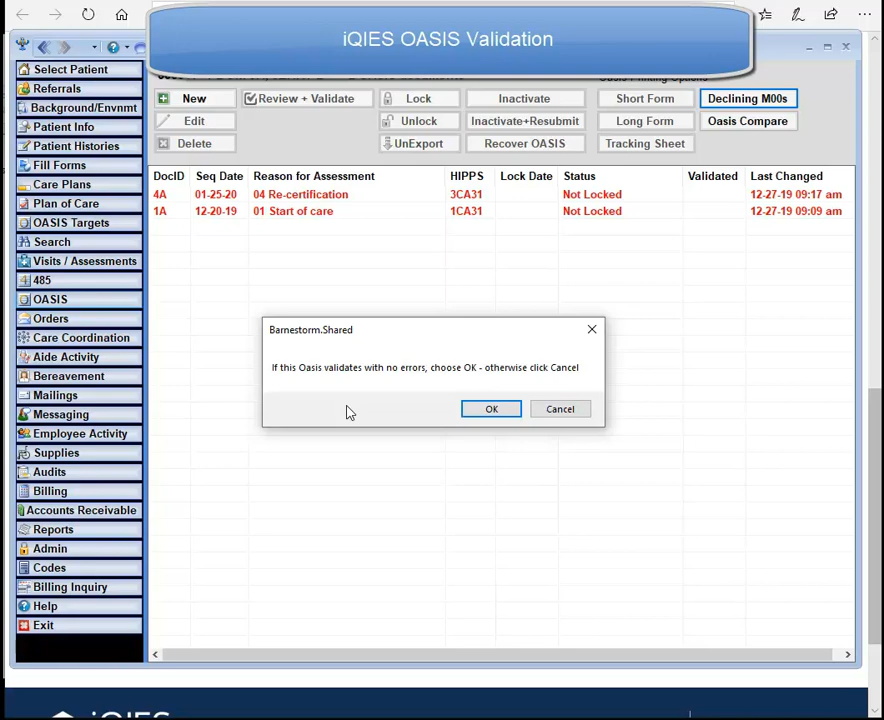 iQIES OASIS Validation
Select Patient
Referrals
Background/Envnmt
Patient Info
Patient Histories
Fill Forms
Care Plans
Plan of Care
OASIS Targets
Search
Visits / Assessments
485
OASIS
Orders
Care Coordination
Aide Activity
Bereavement
Mailings
Messaging
Employee Activity
Supplies
Audits
Billing
Accounts Receivable
Reports
Admin
Codes
Billing Inquiry
Help
Exit
New Review + Validate Lock Inactivate Short Form Declining M00s
Edit Unlock Inactivate+Resubmit Long Form Oasis Compare
Delete UnExport Recover OASIS Tracking Sheet
DocID Seq Date Reason for Assessment HIPPS Lock Date Status Validated Last Changed
4A 01-25-20 04 Re-certification 3CA31 Not Locked 12-27-19 09:17 am
1A 12-20-19 01 Start of care 1CA31 Not Locked 12-27-19 09:09 am
Barnestorm.Shared
If this Oasis validates with no errors, choose OK - otherwise click Cancel
OK Cancel
iQIES